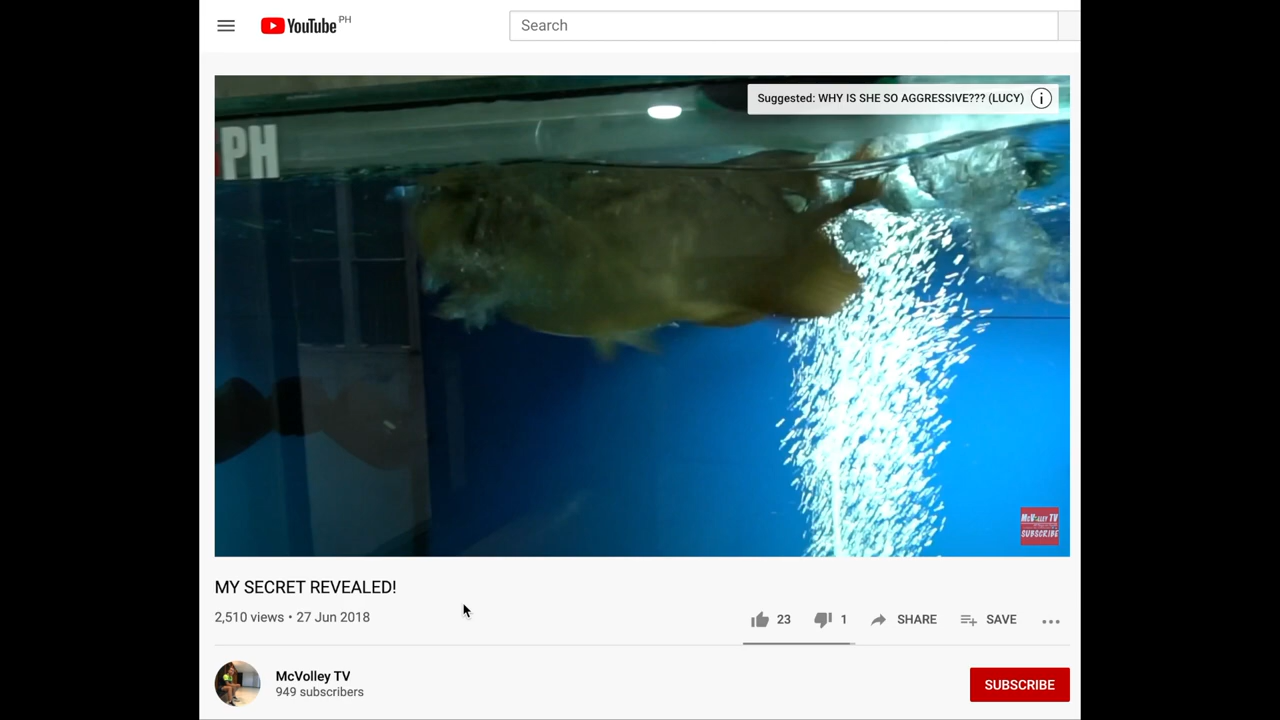 YouTube PH
Search
Suggested: WHY IS SHE SO AGGRESSIVE??? (LUCY)
PH
McVolley TV
SUBSCRIBE
MY SECRET REVEALED!
2,510 views • 27 Jun 2018
23 1 SHARE SAVE
McVolley TV
949 subscribers
SUBSCRIBE